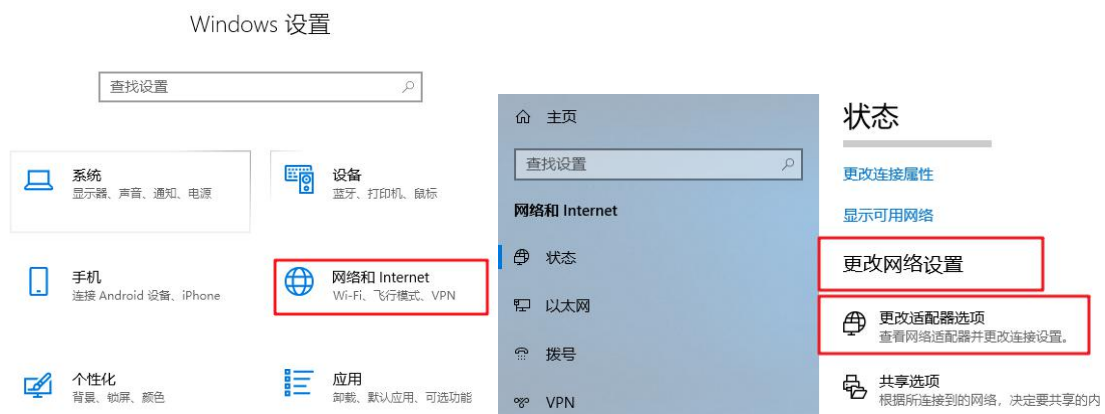 Windows 设置
查找设置
系统
显示器、声音、通知、电源
设备
蓝牙、打印机、鼠标
手机
连接 Android 设备、iPhone
网络和 Internet
Wi-Fi、飞行模式、VPN
个性化
背景、锁屏、颜色
应用
卸载、默认应用、可选功能
主页
查找设置
网络和 Internet
状态
以太网
拨号
VPN
状态
更改连接属性
显示可用网络
更改网络设置
更改适配器选项
查看网络适配器并更改连接设置。
共享选项
根据所连接到的网络，决定要共享的内